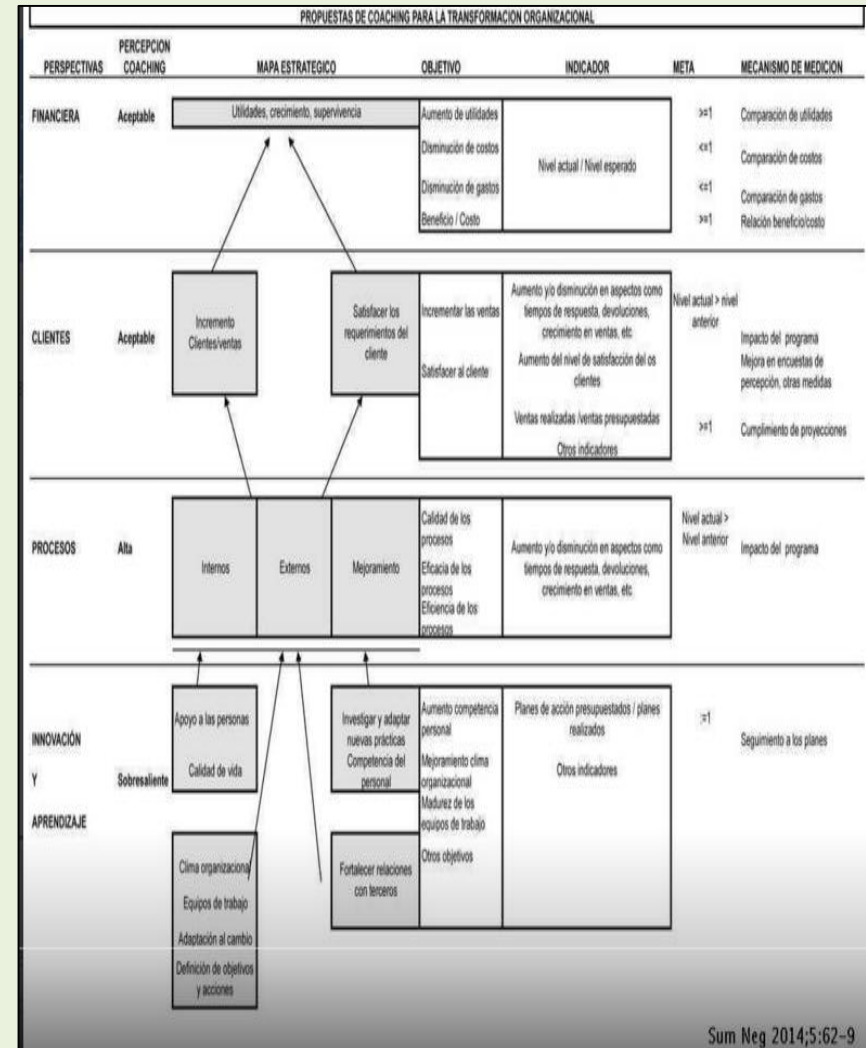 PROPUESTAS DE COACHING PARA LA TRANSFORMACION ORGANIZACIONAL
PERSPECTIVAS
PERCEPCION
COACHING
MAPA ESTRATEGICO
OBJETIVO
INDICADOR
META
MECANISMO DE MEDICION
FINANCIERA
Aceptable
Utilidades, crecimiento, supervivencia
Aumento de utilidades
Disminución de costos
Disminución de gastos
Beneficio / Costo
Nivel actual / Nivel esperado
>=1
<=1
<=1
>=1
Comparación de utilidades
Comparación de costos
Comparación de gastos
Relación beneficio/costo
CLIENTES
Aceptable
Incremento
Clientes/ventas
Satisfacer los
requerimientos del
cliente
Incrementar las ventas
Satisfacer al cliente
Aumento y/o disminución en aspectos como
tiempos de respuesta, devoluciones,
crecimiento en ventas, etc
Aumento del nivel de satisfacción del os
clientes
Ventas realizadas /ventas presupuestadas
Otros indicadores
Nivel actual > nivel
anterior
>=1
Impacto del programa
Mejora en encuestas de
percepción, otras medidas
Cumplimiento de proyecciones
PROCESOS
Alta
Internos
Externos
Mejoramiento
Calidad de los
procesos
Eficacia de los
procesos
Eficiencia de los
procesos
Aumento y/o disminución en aspectos como
tiempos de respuesta, devoluciones,
crecimiento en ventas, etc
Nivel actual >
Nivel anterior
Impacto del programa
INNOVACIÓN
Y
APRENDIZAJE
Sobresaliente
Apoyo a las personas
Calidad de vida
Investigar y adaptar
nuevas prácticas
Competencia del
personal
Clima organizacional
Equipos de trabajo
Adaptación al cambio
Definición de objetivos
y acciones
Fortalecer relaciones
con terceros
Aumento competencia
personal
Mejoramiento clima
organizacional
Madurez de los
equipos de trabajo
Otros objetivos
Planes de acción presupuestados / planes
realizados
Otros indicadores
:=1
Seguimiento a los planes
Sum Neg 2014;5:62-9